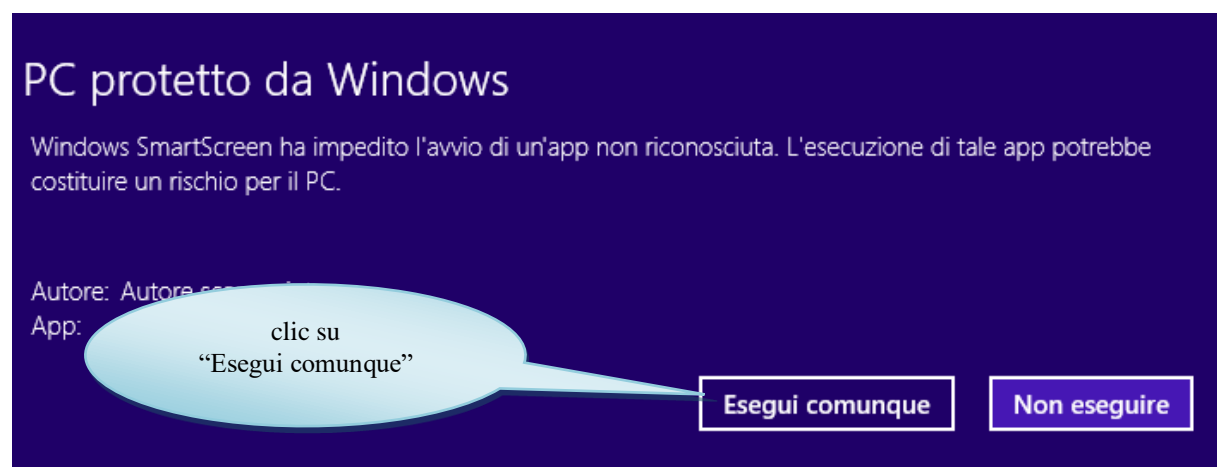 PC protetto da Windows
Windows SmartScreen ha impedito l'avvio di un'app non riconosciuta. L'esecuzione di tale app potrebbe
costituire un rischio per il PC.
Autore: Autore
App:
clic su
“Esegui comunque”
Esegui comunque
Non eseguire